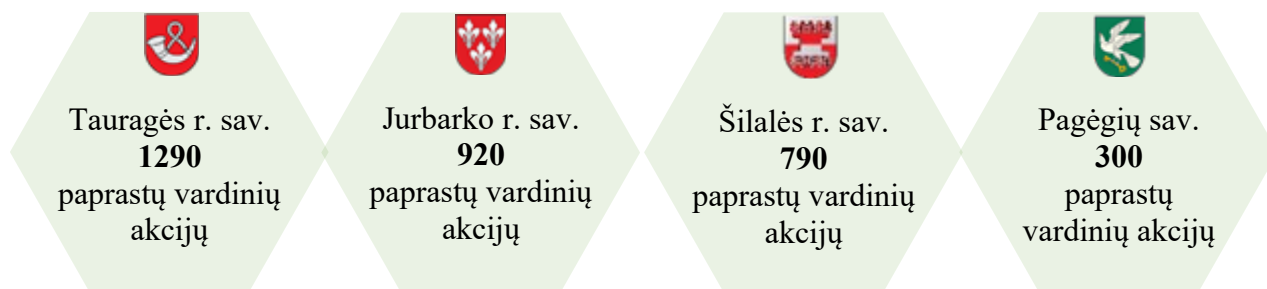 Tauragės r. sav.
1290
paprastų vardinių
akcijų
Jurbarko r. sav.
920
paprastų vardinių
akcijų
Šilalės r. sav.
790
paprastų vardinių
akcijų
Pagėgių sav.
300
paprastų
vardinių akcijų